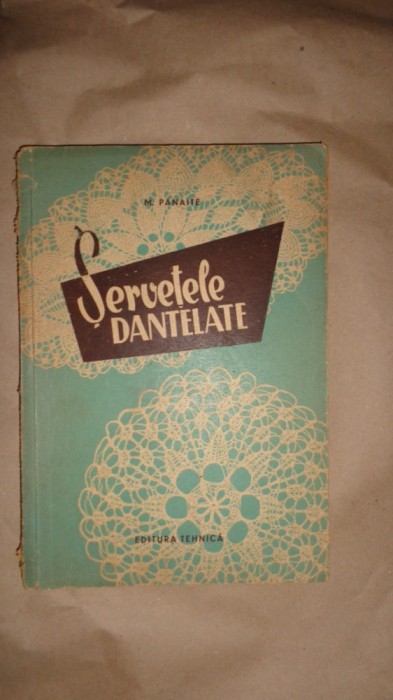 M. PANAITE
Șervețele
DANTELATE
EDITURA TEHNICĂ